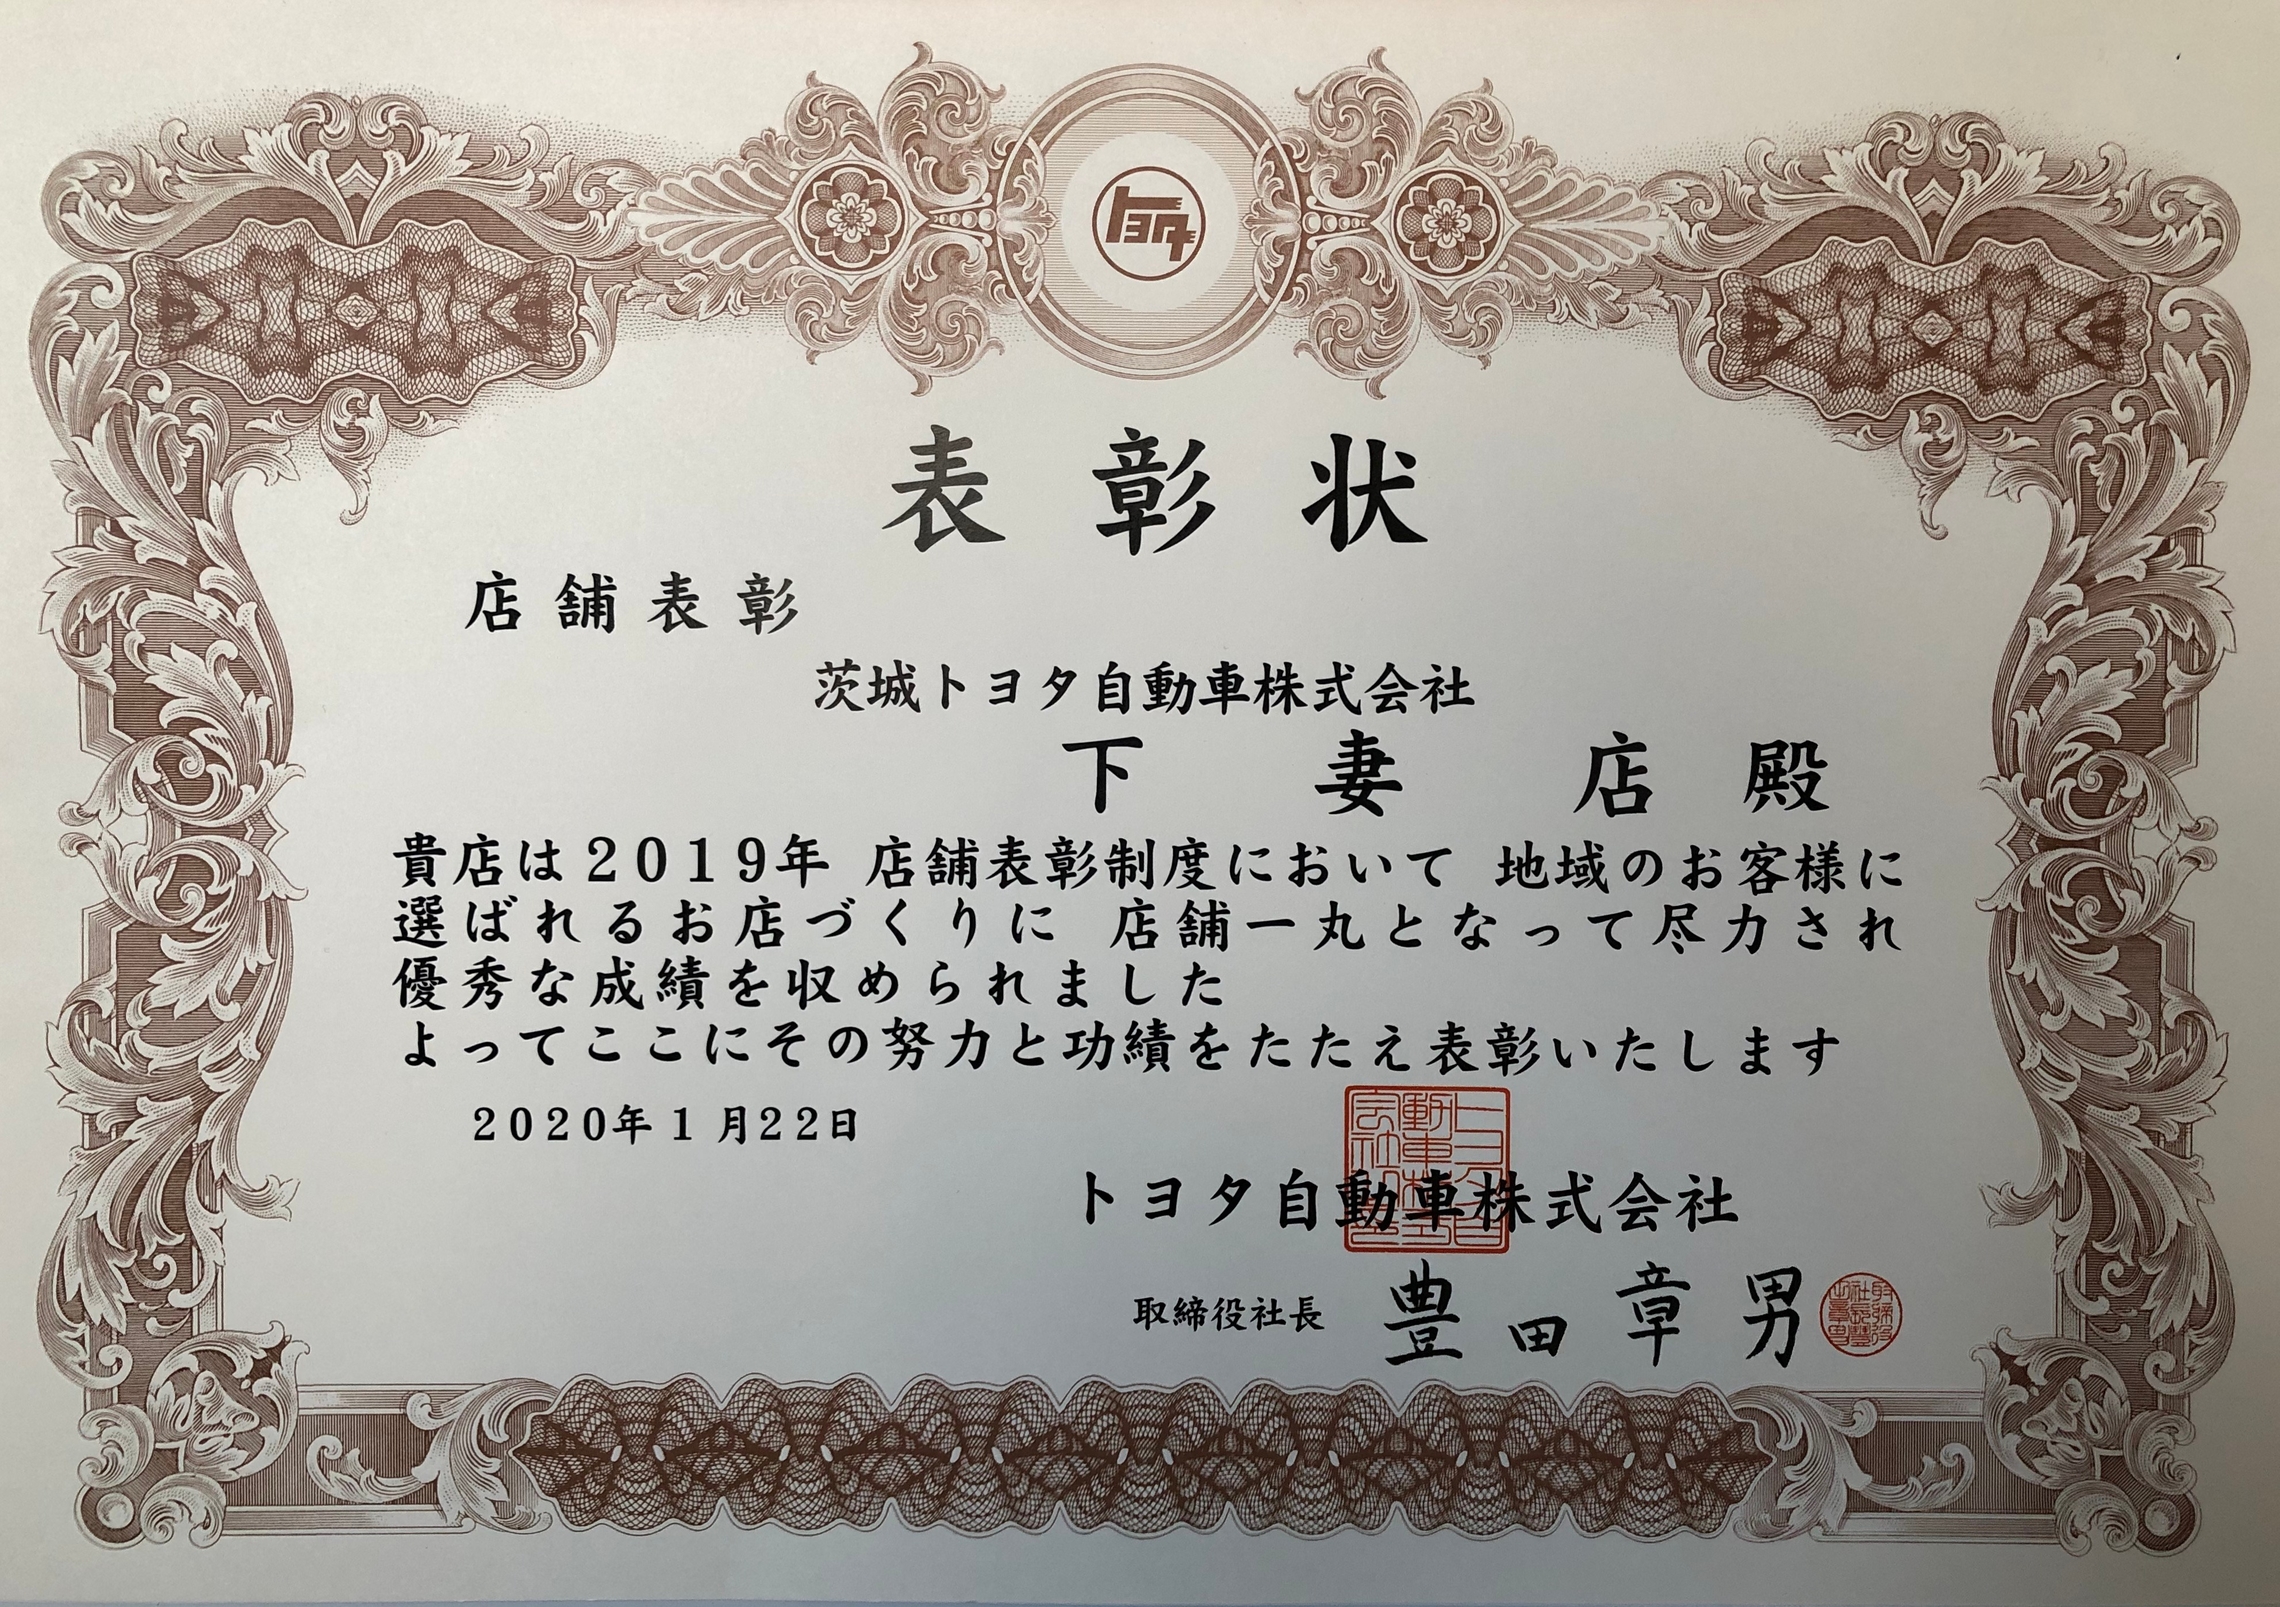 トヨタ
表彰状
店舗表彰
茨城トヨタ自動車株式会社
下妻店殿
貴店は2019年 店舗表彰制度において 地域のお客様に
選ばれるお店づくりに 店舗一丸となって尽力され
優秀な成績を収められました
よってここにその努力と功績をたたえ表彰いたします
2020年1月22日
トヨタ自動車株式会社
取締役社長 豊田章男